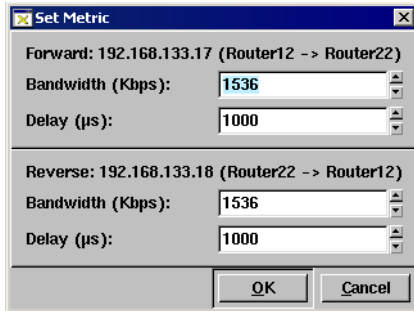 Set Metric
Forward: 192.168.133.17 (Router12 -> Router22)
Bandwidth (Kbps): 1536
Delay (µs): 1000
Reverse: 192.168.133.18 (Router22 -> Router12)
Bandwidth (Kbps): 1536
Delay (µs): 1000
OK Cancel